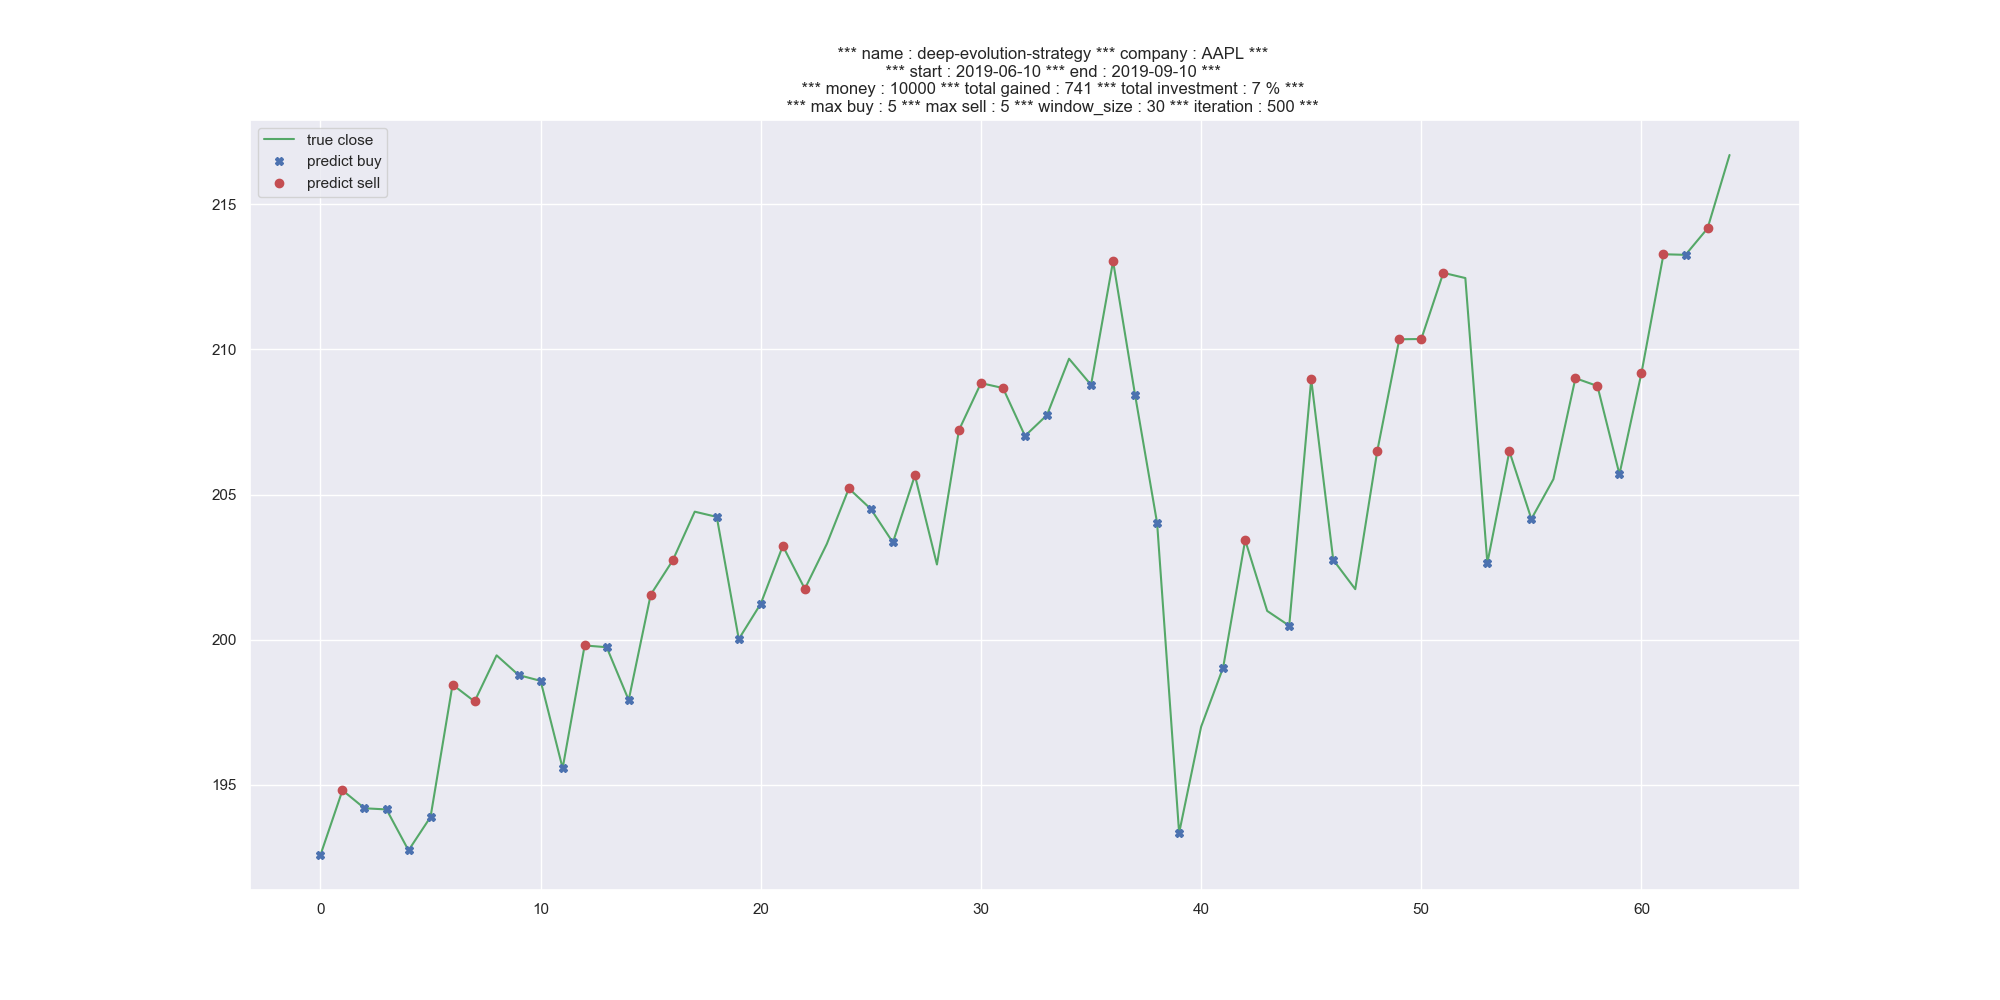 *** name : deep-evolution-strategy *** company : AAPL ***
*** start : 2019-06-10 *** end : 2019-09-10 ***
*** money : 10000 *** total gained : 741 *** total investment : 7 % ***
*** max buy : 5 *** max sell : 5 *** window_size : 30 *** iteration : 500 ***
true close
predict buy
predict sell
215
210
205
200
195
0 10 20 30 40 50 60